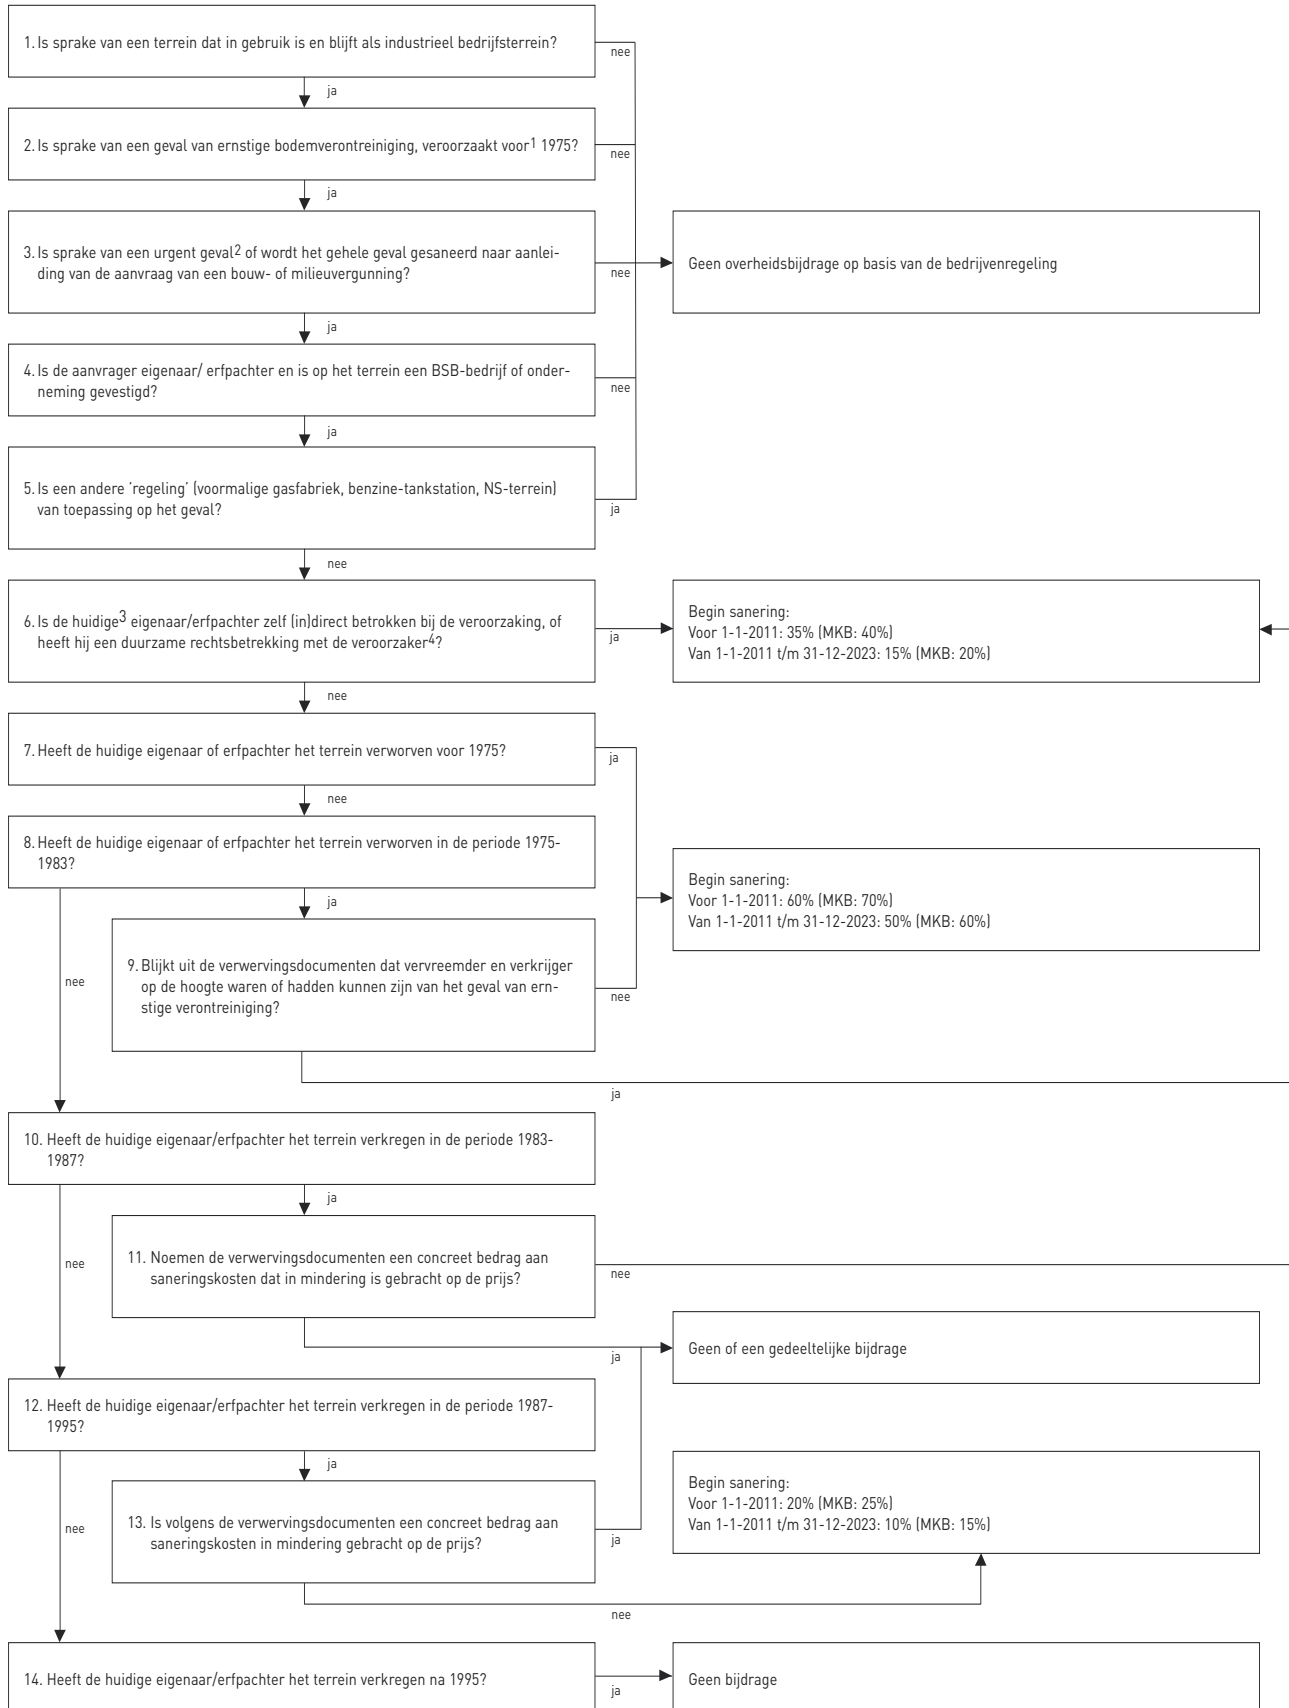 1. Is sprake van een terrein dat in gebruik is en blijft als industrieel bedrijfsterrein?
nee
ja
2. Is sprake van een geval van ernstige bodemverontreiniging, veroorzaakt voor1 1975?
nee
ja
3. Is sprake van een urgent geval2 of wordt het gehele geval gesaneerd naar aanlei-
ding van de aanvraag van een bouw- of milieuvergunning?
nee
Geen overheidsbijdrage op basis van de bedrijvenregeling
ja
4. Is de aanvrager eigenaar/ erfpachter en is op het terrein een BSB-bedrijf of onder-
neming gevestigd?
nee
ja
5. Is een andere 'regeling' (voormalige gasfabriek, benzine-tankstation, NS-terrein)
van toepassing op het geval?
ja
nee
6. Is de huidige3 eigenaar/erfpachter zelf (in)direct betrokken bij de veroorzaking, of
heeft hij een duurzame rechtsbetrekking met de veroorzaker4?
ja
Begin sanering:
Voor 1-1-2011: 35% (MKB: 40%)
Van 1-1-2011 t/m 31-12-2023: 15% (MKB: 20%)
nee
7. Heeft de huidige eigenaar of erfpachter het terrein verworven voor 1975?
ja
nee
8. Heeft de huidige eigenaar of erfpachter het terrein verworven in de periode 1975-
1983?
Begin sanering:
Voor 1-1-2011: 60% (MKB: 70%)
Van 1-1-2011 t/m 31-12-2023: 50% (MKB: 60%)
ja
nee
9. Blijkt uit de verwervingsdocumenten dat vervreemder en verkrijger
op de hoogte waren of hadden kunnen zijn van het geval van ern-
stige verontreiniging?
nee
ja
10. Heeft de huidige eigenaar/erfpachter het terrein verkregen in de periode 1983-
1987?
ja
nee
11. Noemen de verwervingsdocumenten een concreet bedrag aan
saneringskosten dat in mindering is gebracht op de prijs?
nee
ja
Geen of een gedeeltelijke bijdrage
12. Heeft de huidige eigenaar/erfpachter het terrein verkregen in de periode 1987-
1995?
ja
nee
13. Is volgens de verwervingsdocumenten een concreet bedrag aan
saneringskosten in mindering gebracht op de prijs?
ja
Begin sanering:
Voor 1-1-2011: 20% (MKB: 25%)
Van 1-1-2011 t/m 31-12-2023: 10% (MKB: 15%)
nee
14. Heeft de huidige eigenaar/erfpachter het terrein verkregen na 1995?
ja
Geen bijdrage